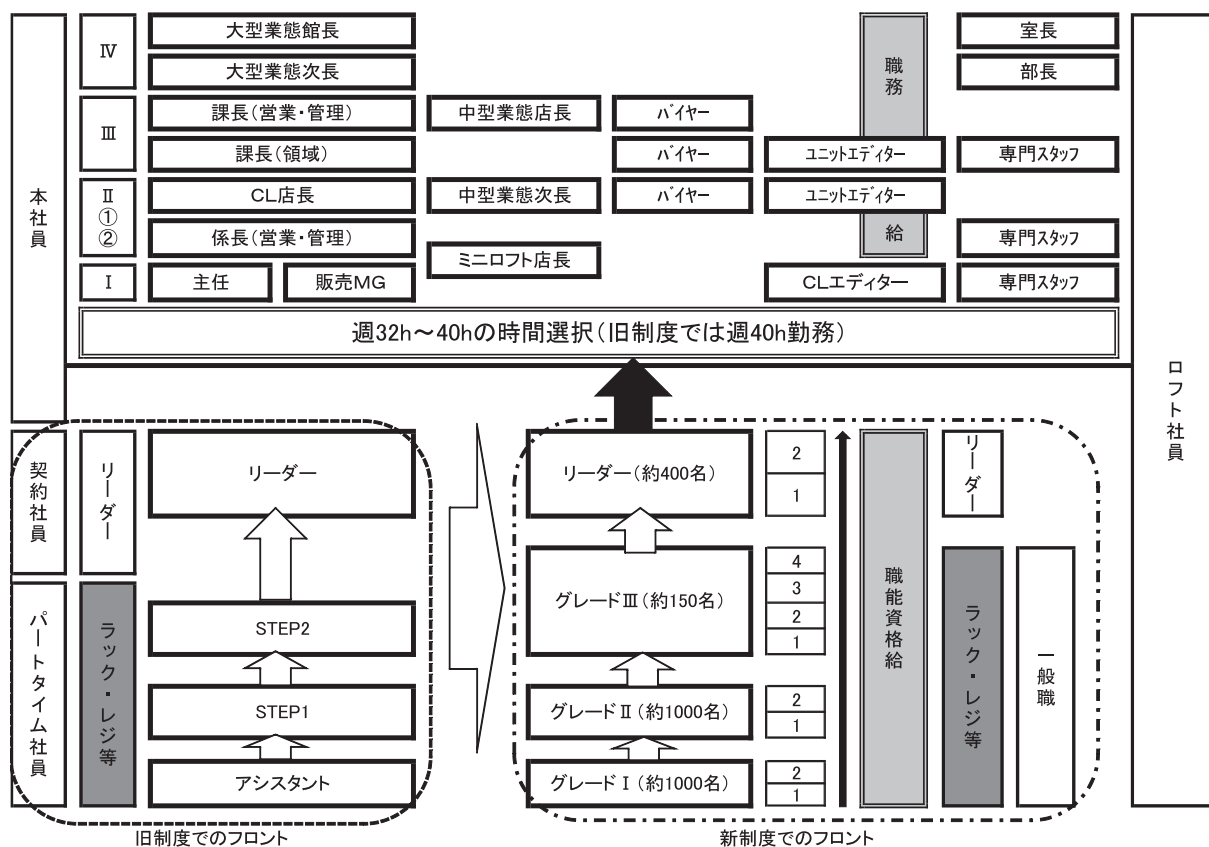 本社員
Ⅳ
大型業態館長
職務
室長
ロフト社員
大型業態次長
部長
Ⅲ
課長(営業・管理)
中型業態店長
バイヤー
課長(領域)
バイヤー
ユニットエディター
専門スタッフ
Ⅱ
①
②
CL店長
中型業態次長
バイヤー
ユニットエディター
係長(営業・管理)
給
専門スタッフ
ミニロフト店長
Ⅰ
主任
販売MG
CLエディター
専門スタッフ
週32h～40hの時間選択(旧制度では週40h勤務)
契約社員
リーダー
リーダー
リーダー(約400名)
2
1
職能資格給
リーダー
パートタイム社員
ラック・レジ等
STEP2
グレードⅢ(約150名)
4
3
2
1
ラック・レジ等
一般職
STEP1
グレードⅡ(約1000名)
2
1
アシスタント
グレードⅠ(約1000名)
2
1
旧制度でのフロント
新制度でのフロント